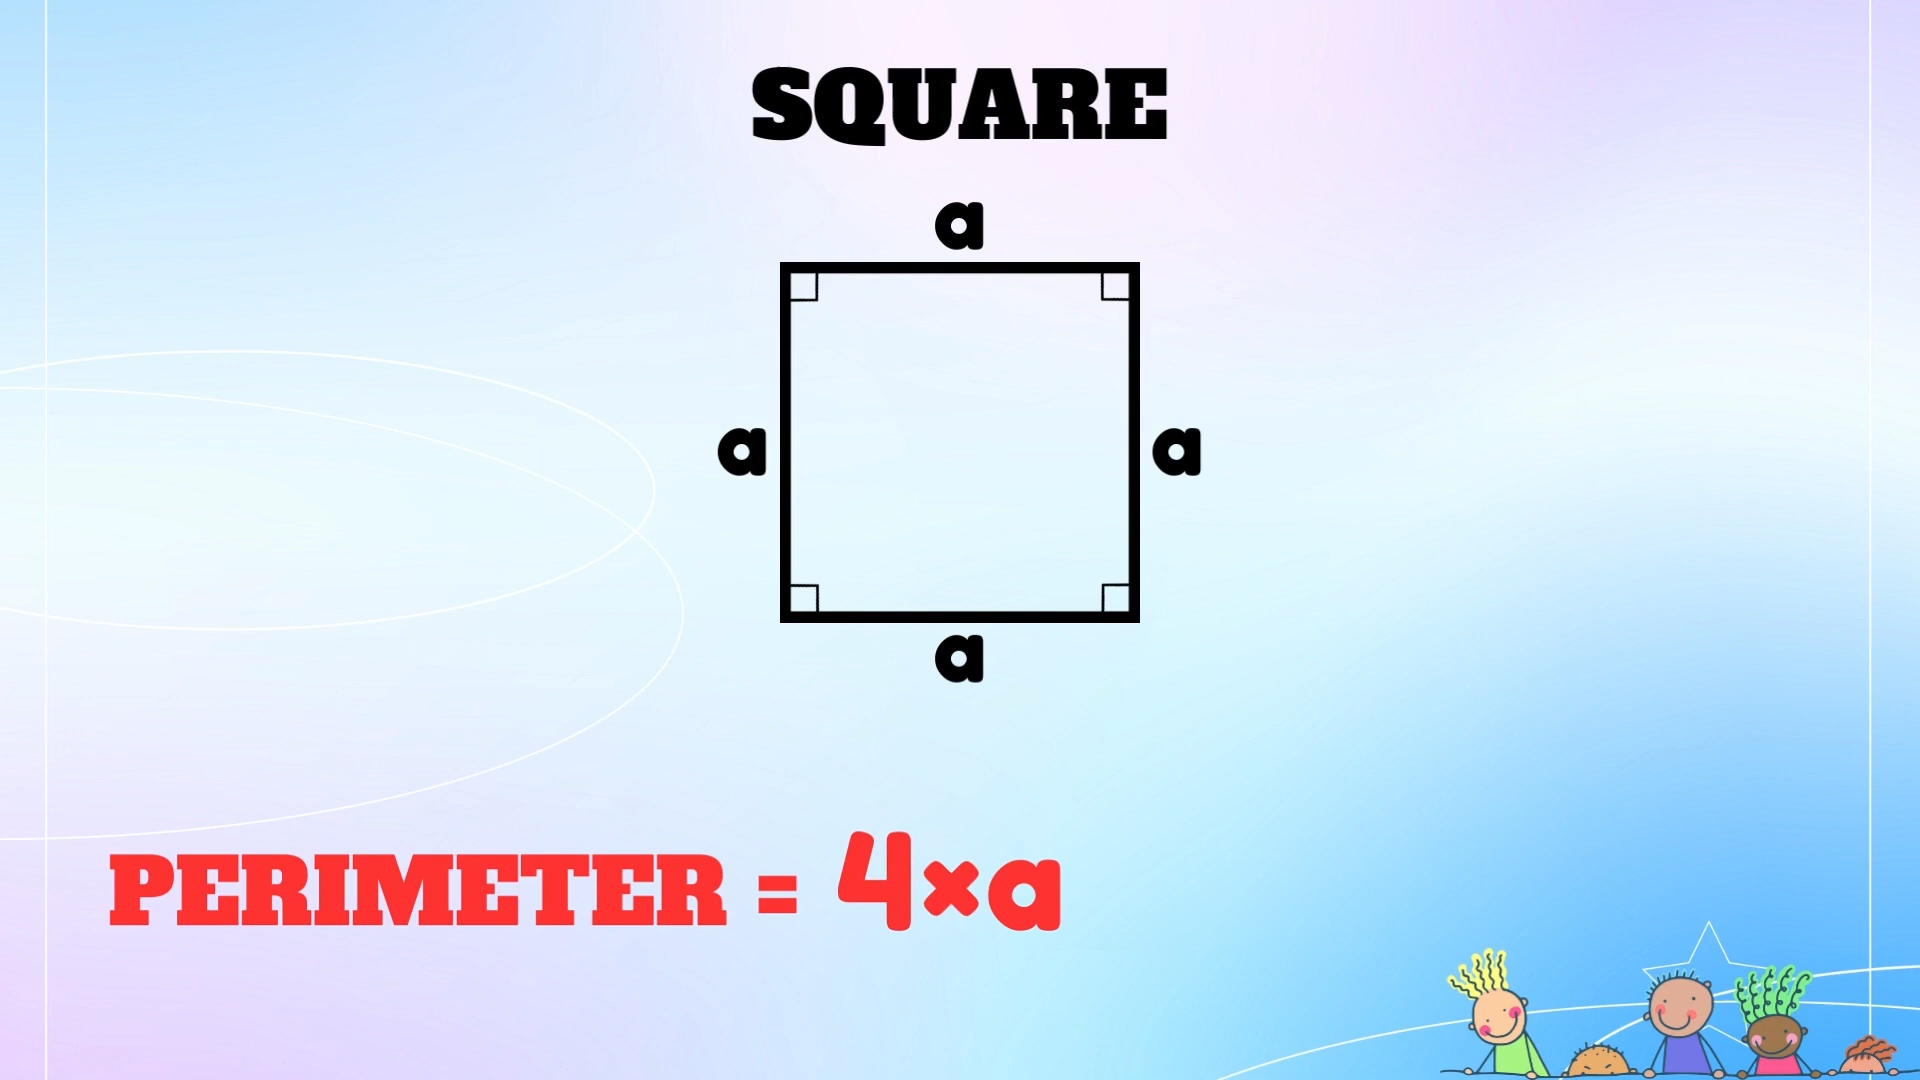 SQUARE
a
a a
a
PERIMETER = 4×a